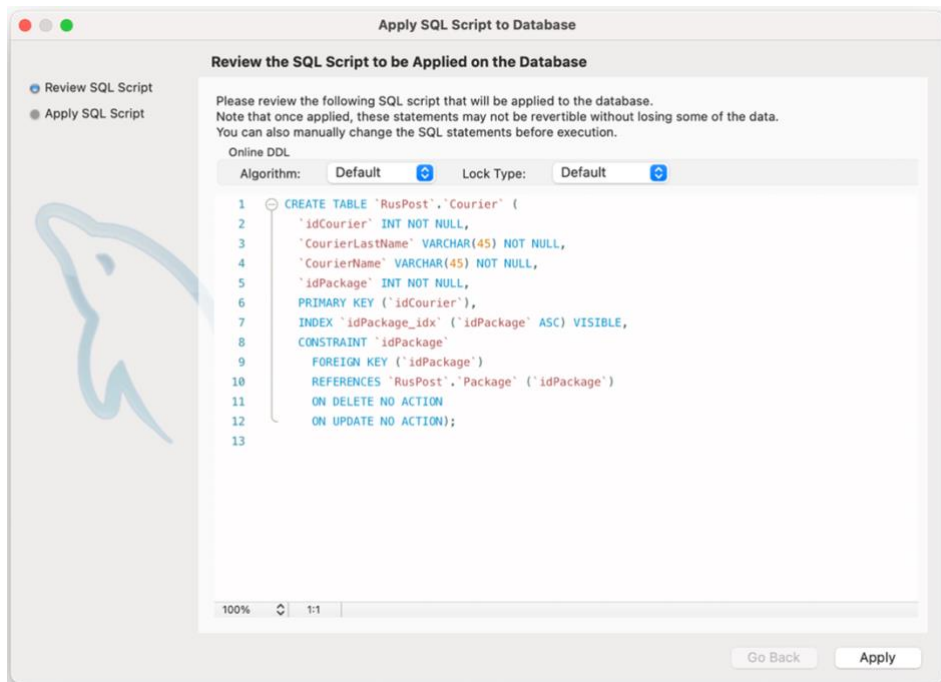 Apply SQL Script to Database
Review the SQL Script to be Applied on the Database
Review SQL Script
Apply SQL Script
Please review the following SQL script that will be applied to the database.
Note that once applied, these statements may not be revertible without losing some of the data.
You can also manually change the SQL statements before execution.
Online DDL
Algorithm: Default Lock Type: Default
1 CREATE TABLE `RusPost`.`Courier` (
2 `idCourier` INT NOT NULL,
3 `CourierLastName` VARCHAR(45) NOT NULL,
4 `CourierName` VARCHAR(45) NOT NULL,
5 `idPackage` INT NOT NULL,
6 PRIMARY KEY (`idCourier`),
7 INDEX `idPackage_idx` (`idPackage` ASC) VISIBLE,
8 CONSTRAINT `idPackage`
9 FOREIGN KEY (`idPackage`)
10 REFERENCES `RusPost`.`Package` (`idPackage`)
11 ON DELETE NO ACTION
12 ON UPDATE NO ACTION);
13
100% 1:1
Go Back Apply